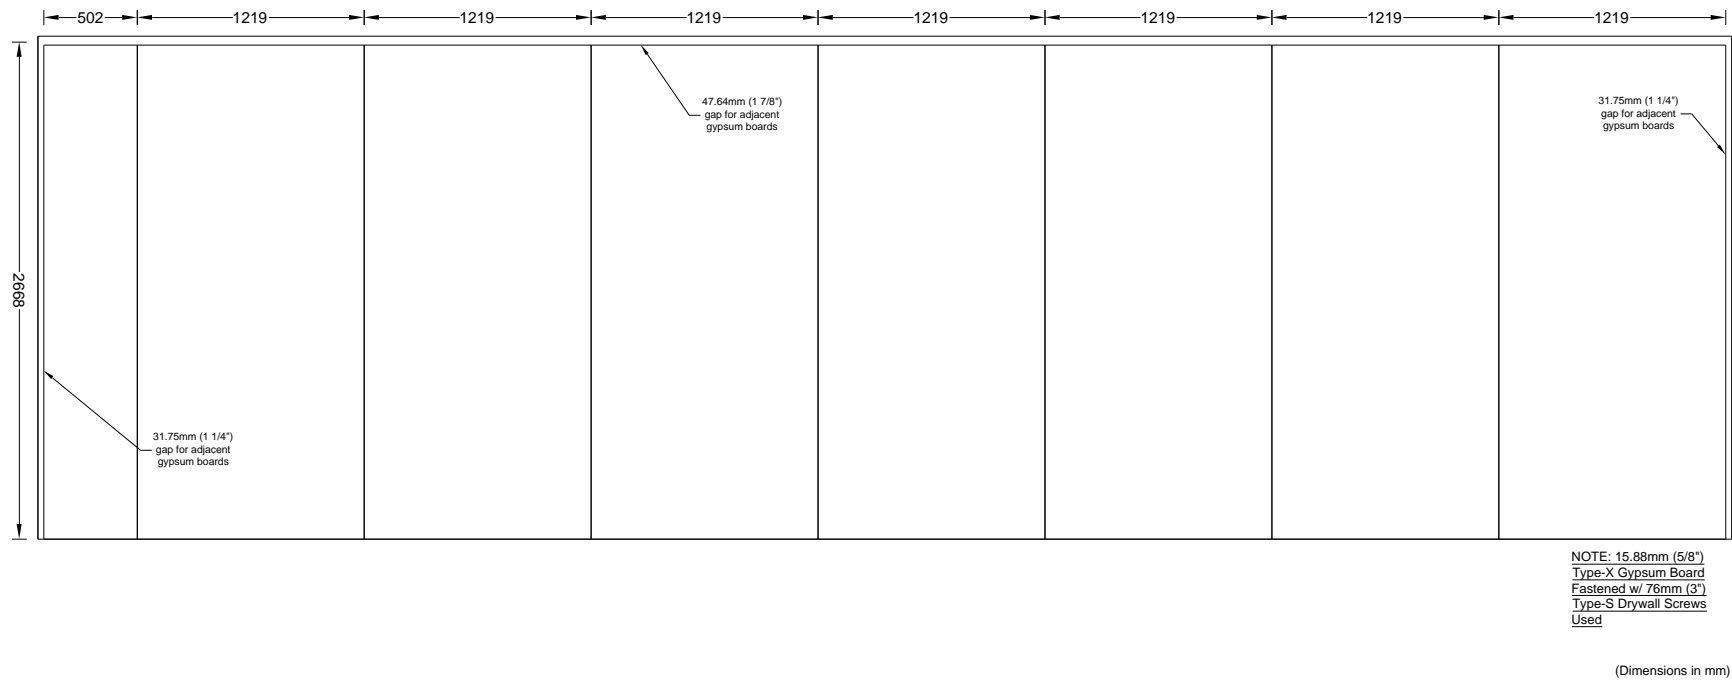 502
1219
1219
1219
1219
1219
1219
1219
47.64mm (1 7/8")
gap for adjacent
gypsum boards
31.75mm (1 1/4")
gap for adjacent
gypsum boards
2668
31.75mm (1 1/4")
gap for adjacent
gypsum boards
NOTE: 15.88mm (5/8")
Type-X Gypsum Board
Fastened w/ 76mm (3")
Type-S Drywall Screws
Used
(Dimensions in mm)